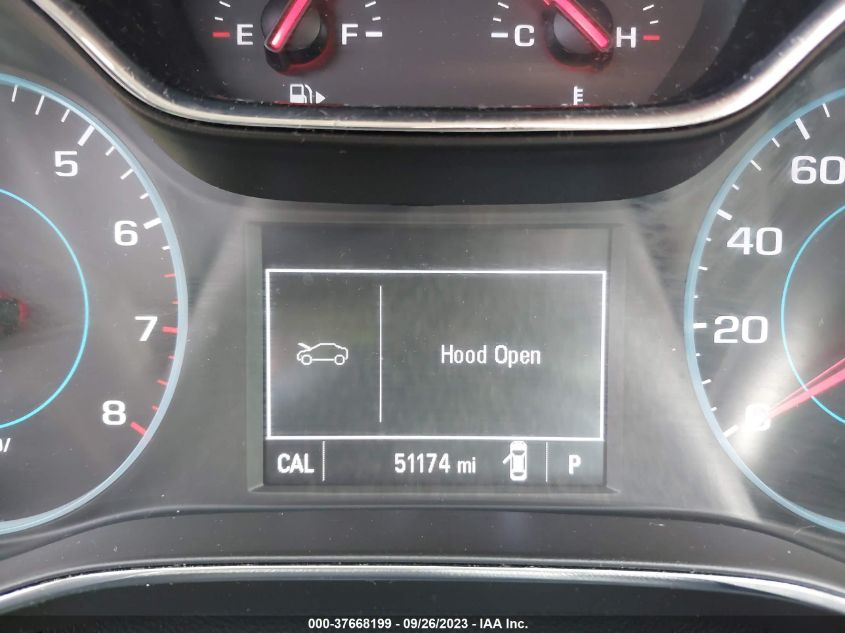 E F C H
5 60
6 40
7 20
8
Hood Open
CAL 51174 mi P
000-37668199 / 09/26/2023 - IAA Inc.